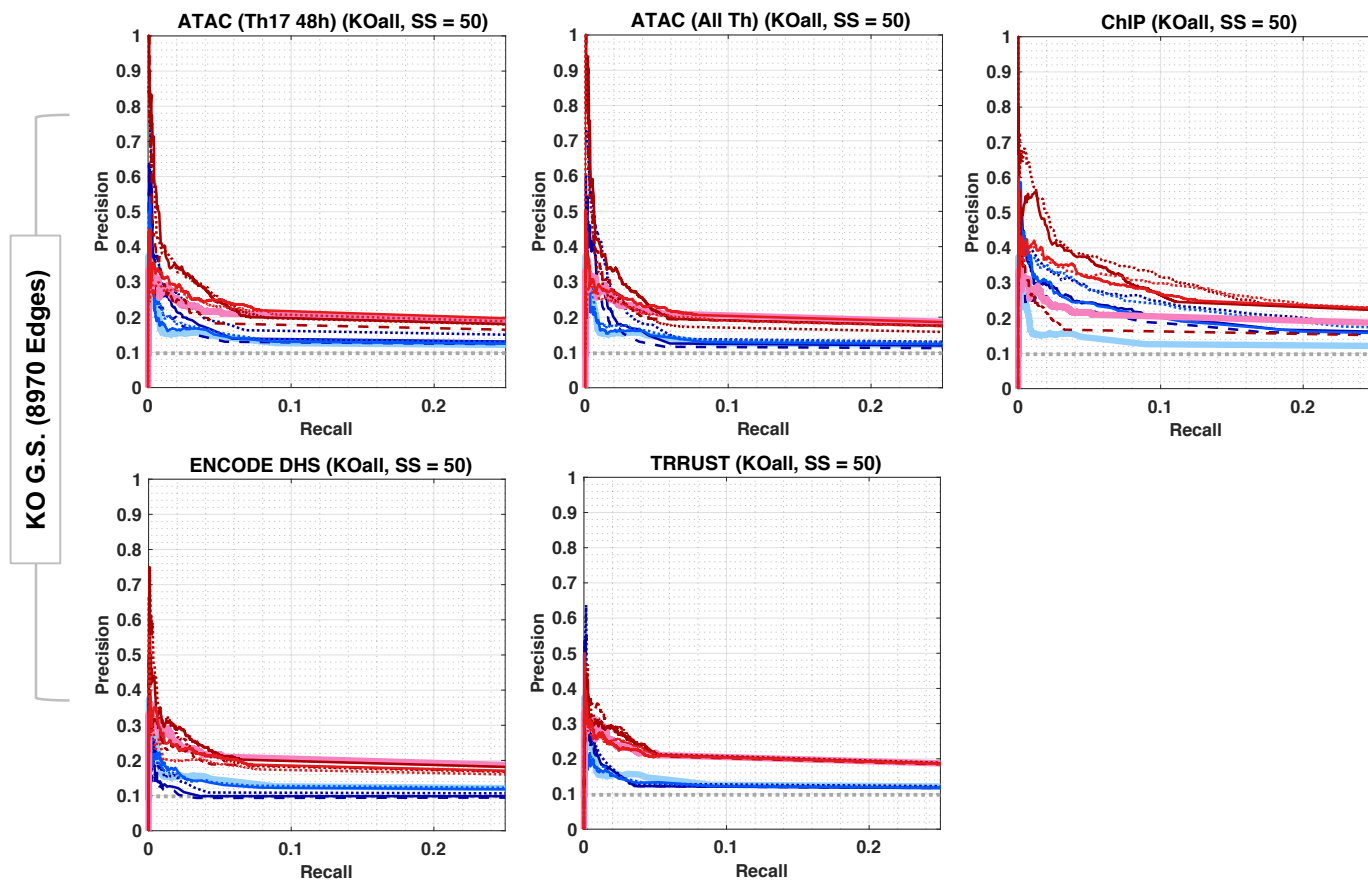 KO G.S. (8970 Edges)
ATAC (Th17 48h) (KOall, SS = 50)
Precision
1
0.9
0.8
0.7
0.6
0.5
0.4
0.3
0.2
0.1
0
0 0.1 0.2
Recall
ATAC (All Th) (KOall, SS = 50)
Precision
1
0.9
0.8
0.7
0.6
0.5
0.4
0.3
0.2
0.1
0
0 0.1 0.2
Recall
ChIP (KOall, SS = 50)
Precision
1
0.9
0.8
0.7
0.6
0.5
0.4
0.3
0.2
0.1
0
0 0.1 0.2
Recall
ENCODE DHS (KOall, SS = 50)
Precision
1
0.9
0.8
0.7
0.6
0.5
0.4
0.3
0.2
0.1
0
0 0.1 0.2
Recall
TRRUST (KOall, SS = 50)
Precision
1
0.9
0.8
0.7
0.6
0.5
0.4
0.3
0.2
0.1
0
0 0.1 0.2
Recall